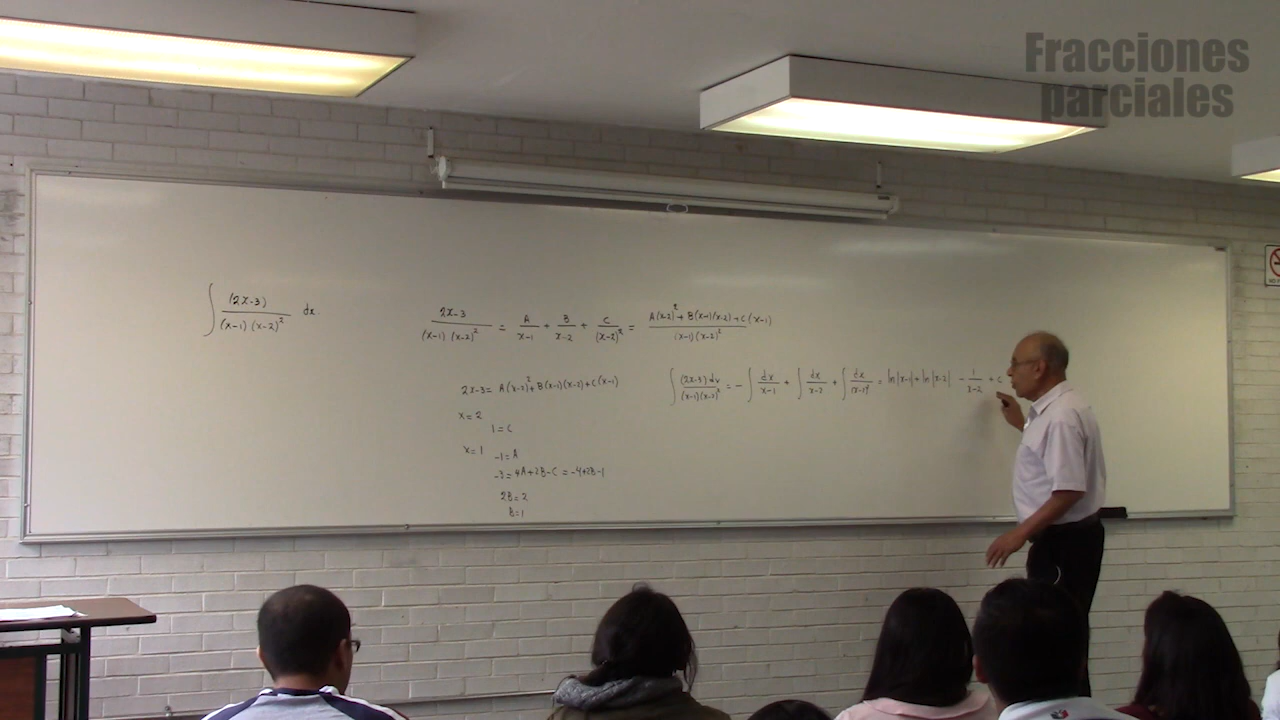 Fracciones
parciales
∫ (2x-3)/((x-1)(x-2)²) dx
(2x-3)/((x-1)(x-2)²) = A/(x-1) + B/(x-2) + C/(x-2)² = (A(x-2)² + B(x-1)(x-2) + C(x-1))/((x-1)(x-2)²)
2x-3 = A(x-2)² + B(x-1)(x-2) + C(x-1)
x=2
1=C
x=1 -1=A
-3=4A+2B-C=-4+2B-1
2B=2
B=1
∫ (2x-3)dx/((x-1)(x-2)²) = -∫ dx/(x-1) + ∫ dx/(x-2) + ∫ dx/(x-2)² = ln|x-1| + ln|x-2| - 1/(x-2) + C